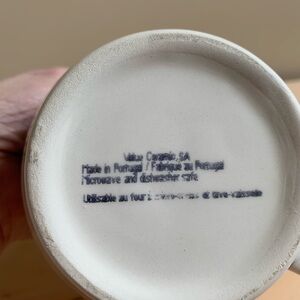 Ceramic, SA
Made in Portugal / Fabriqué au Portugal
Microwave and dishwasher safe
Utilisable au four et lave-vaisselle